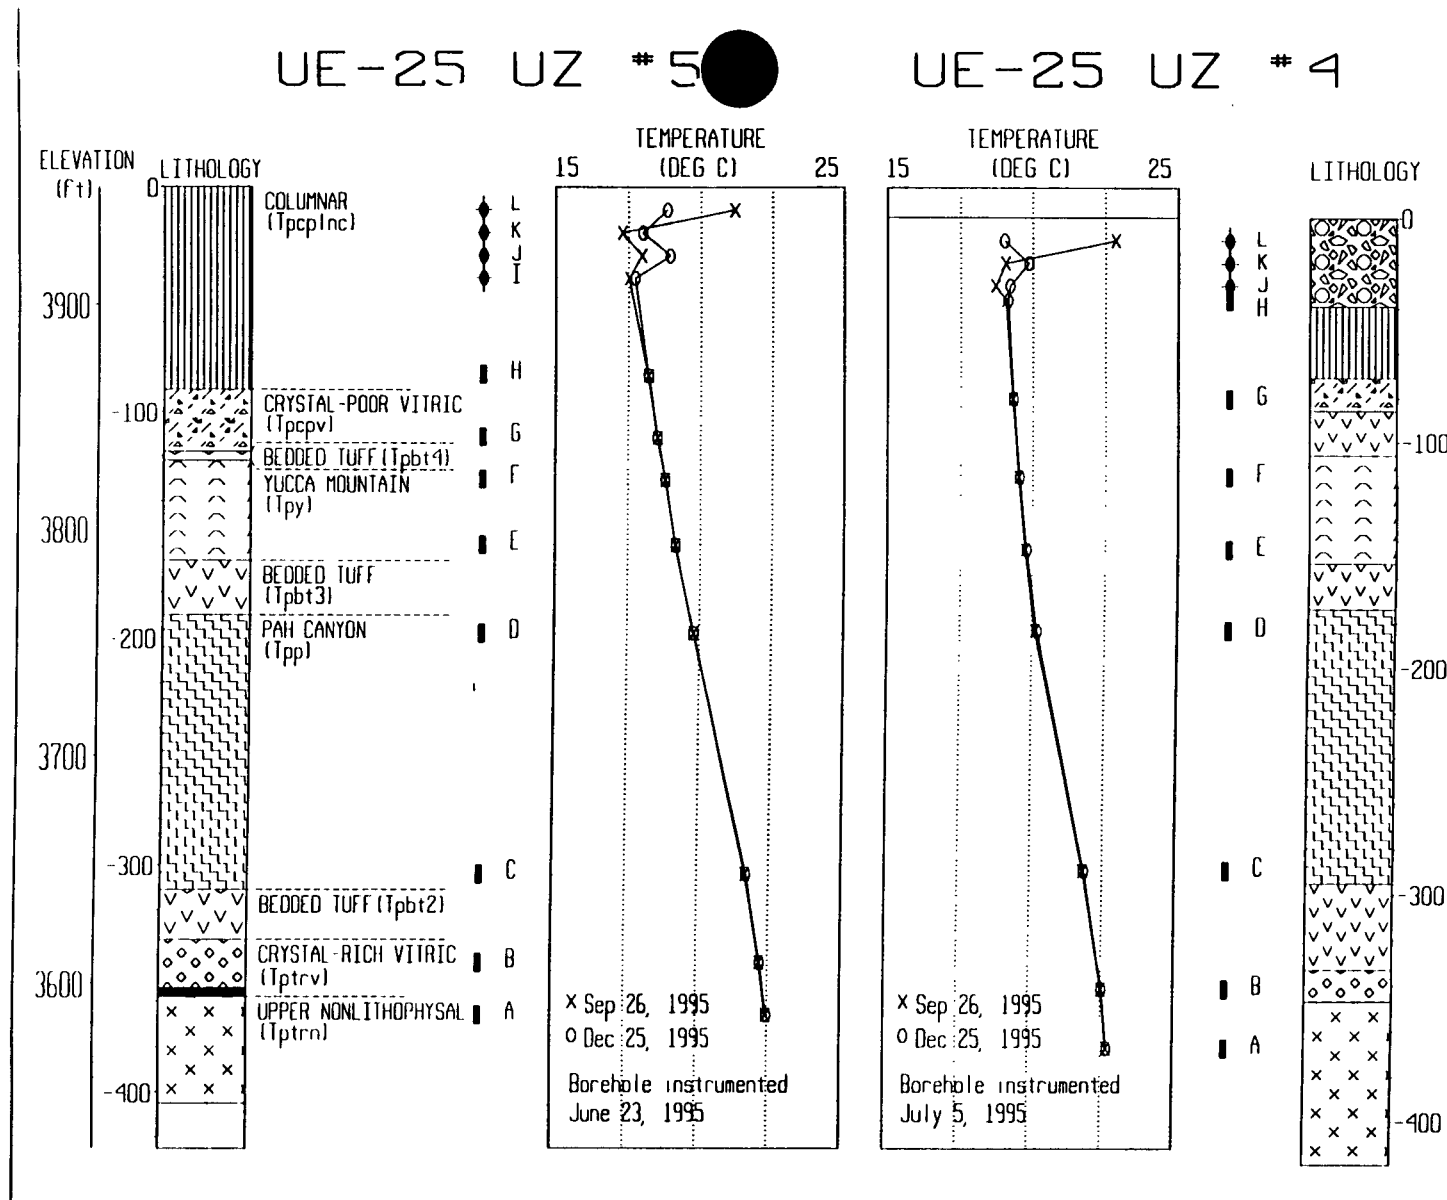 UE-25 UZ #5
UE-25 UZ #4
ELEVATION
(ft)
LITHOLOGY
TEMPERATURE
(DEG C)
15
25
TEMPERATURE
(DEG C)
15
25
LITHOLOGY
0
-100
-200
-300
-400
3900
3800
3700
3600
COLUMNAR
(Tpcplnc)
CRYSTAL-POOR VITRIC
(Tpcpv)
BEDDED TUFF (Tpbt4)
YUCCA MOUNTAIN
(Tpy)
BEDDED TUFF
(Tpbt3)
PAH CANYON
(Tpp)
BEDDED TUFF (Tpbt2)
CRYSTAL-RICH VITRIC
(Tptrv)
UPPER NONLITHOPHYSAL
(Tptrn)
L
K
J
I
H
G
F
E
D
C
B
A
X Sep 26, 1995
O Dec 25, 1995
Borehole instrumented
June 23, 1995
X Sep 26, 1995
O Dec 25, 1995
Borehole instrumented
July 5, 1995
L
K
J
H
G
F
E
D
C
B
A
0
-100
-200
-300
-400